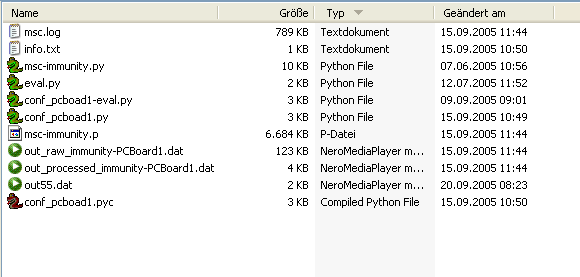 Name Größe Typ Geändert am
msc.log 789 KB Textdokument 15.09.2005 11:44
info.txt 1 KB Textdokument 15.09.2005 10:50
msc-immunity.py 10 KB Python File 07.06.2005 10:56
eval.py 2 KB Python File 12.07.2005 11:52
conf_pcboad1-eval.py 3 KB Python File 09.09.2005 09:01
conf_pcboad1.py 3 KB Python File 15.09.2005 10:49
msc-immunity.p 6.684 KB P-Datei 15.09.2005 11:44
out_raw_immunity-PCBoard1.dat 123 KB NeroMediaPlayer m... 15.09.2005 11:44
out_processed_immunity-PCBoard1.dat 4 KB NeroMediaPlayer m... 15.09.2005 11:44
out55.dat 2 KB NeroMediaPlayer m... 20.09.2005 08:23
conf_pcboad1.pyc 3 KB Compiled Python File 15.09.2005 10:50